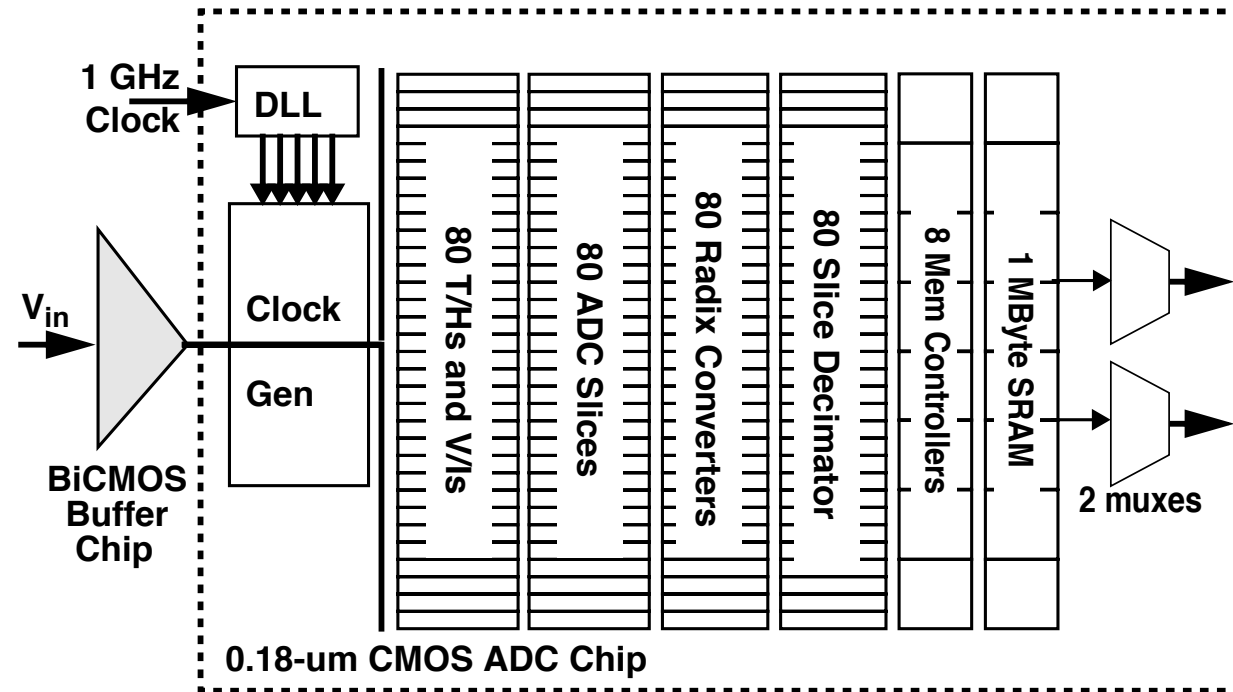 1 GHz
Clock
DLL
Clock
Gen
V_in
BiCMOS
Buffer
Chip
80 T/Hs and V/Is
80 ADC Slices
80 Radix Converters
80 Slice Decimator
8 Mem Controllers
1 MByte SRAM
2 muxes
0.18-um CMOS ADC Chip